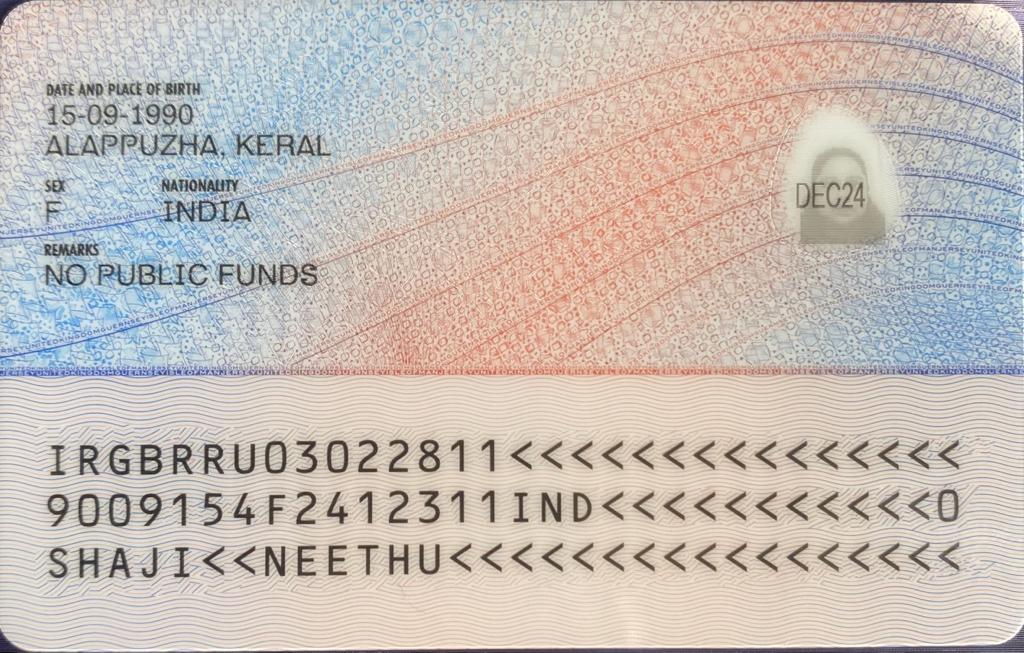 DATE AND PLACE OF BIRTH
15-09-1990
ALAPPUZHA, KERAL
SEX NATIONALITY
F INDIA
REMARKS
NO PUBLIC FUNDS
DEC24
IRGBRRU03022811<<<<<<<<<<<<<<<
9009154F2412311IND<<<<<<<<<<<0
SHAJI<<NEETHU<<<<<<<<<<<<<<<<<